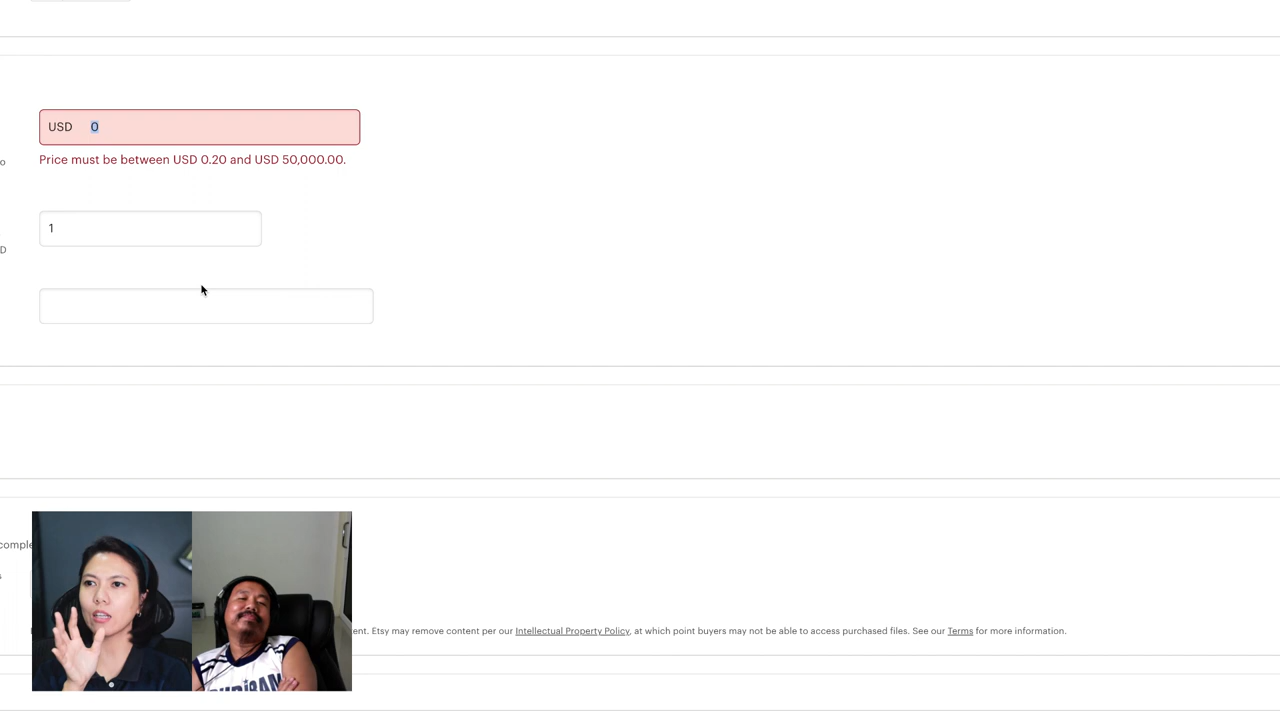 USD 0
o
Price must be between USD 0.20 and USD 50,000.00.
1
D
comple
s
ent. Etsy may remove content per our Intellectual Property Policy, at which point buyers may not be able to access purchased files. See our Terms for more information.